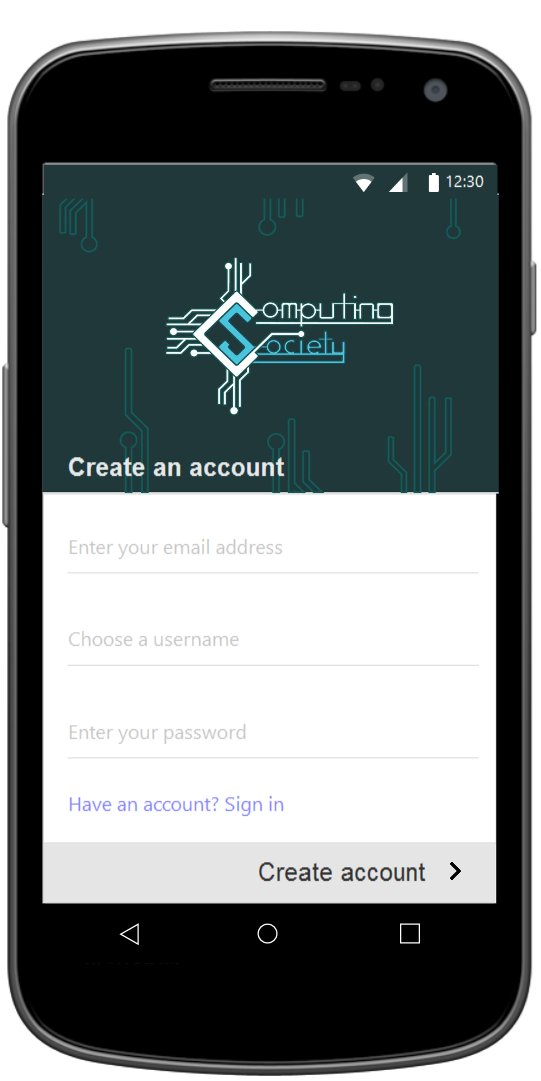 12:30
Computing
Society
Create an account
Enter your email address
Choose a username
Enter your password
Have an account? Sign in
Create account